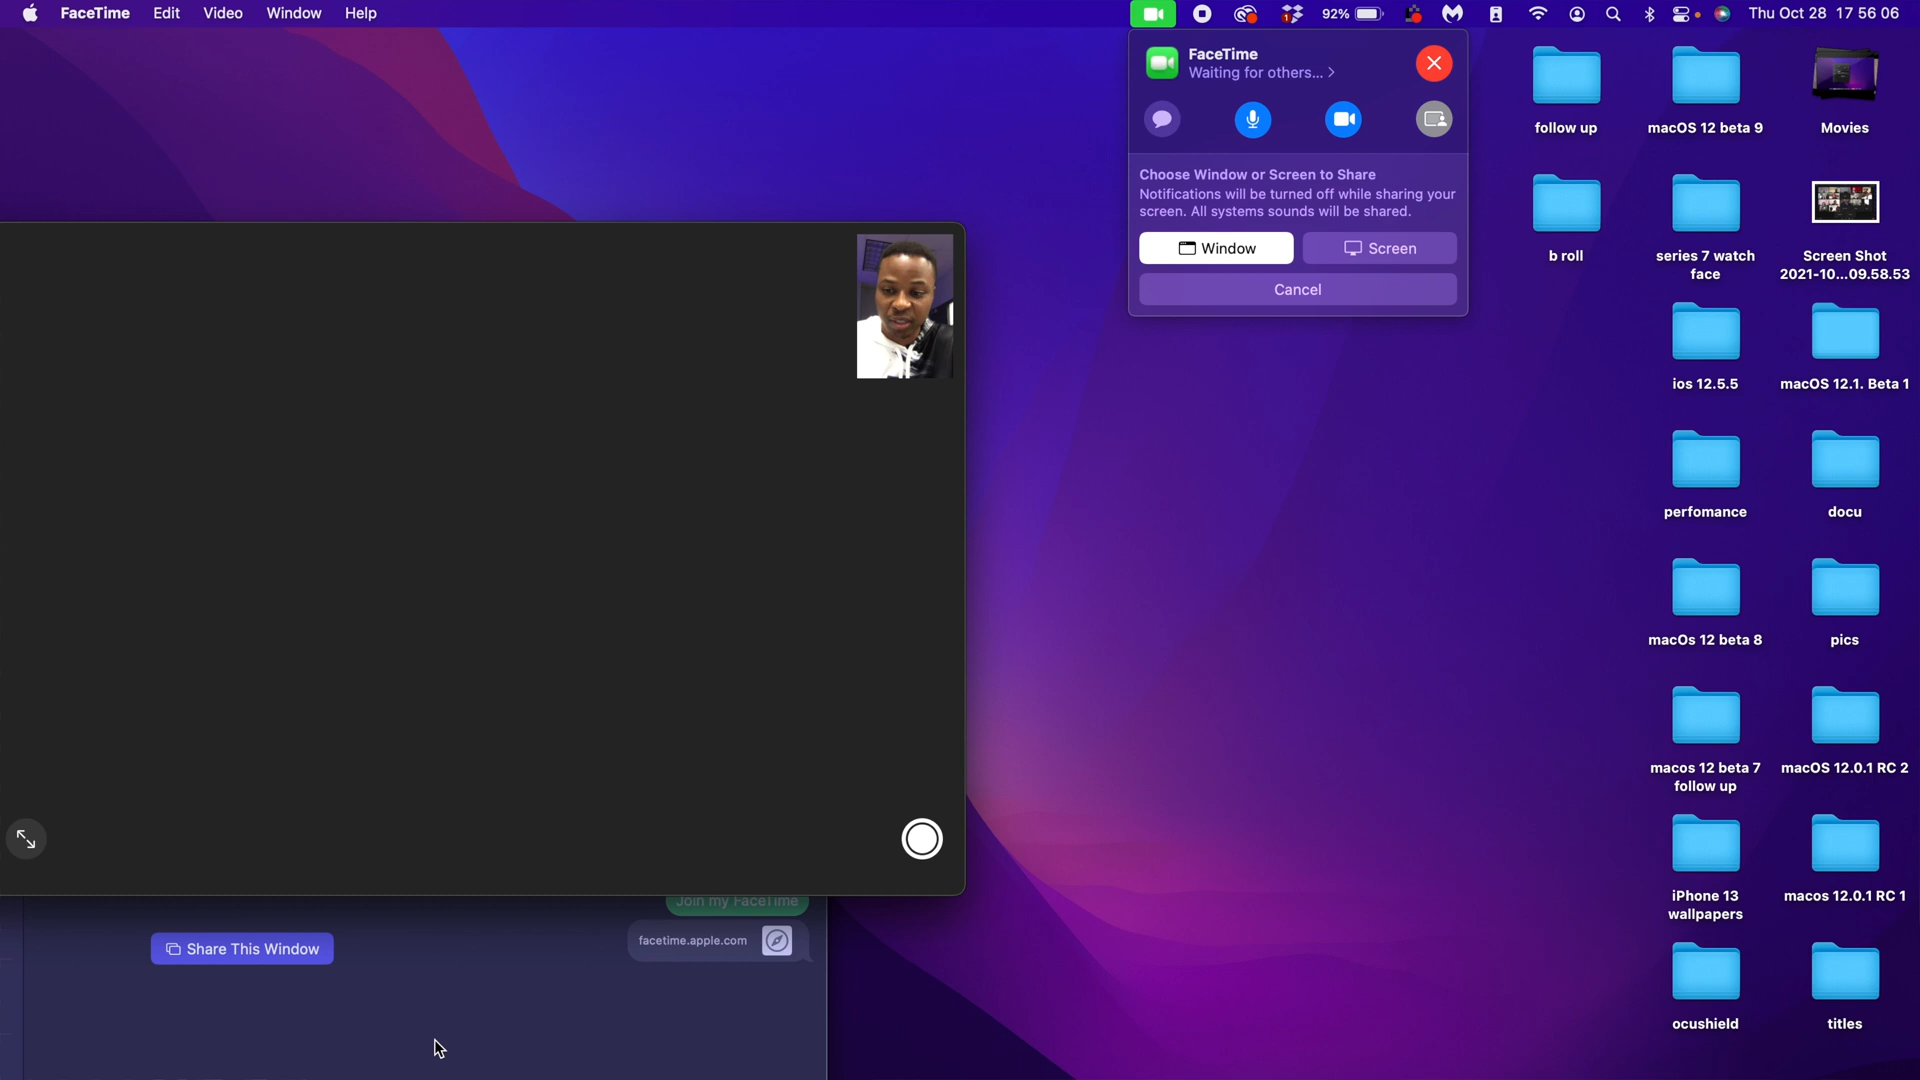 FaceTime Edit Video Window Help
1 92% Thu Oct 28 17 56 06
FaceTime
Waiting for others... >
Choose Window or Screen to Share
Notifications will be turned off while sharing your
screen. All systems sounds will be shared.
Window Screen
Cancel
follow up
macOS 12 beta 9
Movies
b roll
series 7 watch
face
Screen Shot
2021-10...09.58.53
ios 12.5.5
macOS 12.1. Beta 1
perfomance
docu
macOs 12 beta 8
pics
macos 12 beta 7
follow up
macOS 12.0.1 RC 2
iPhone 13
wallpapers
macos 12.0.1 RC 1
ocushield
titles
Join my FaceTime
facetime.apple.com
Share This Window